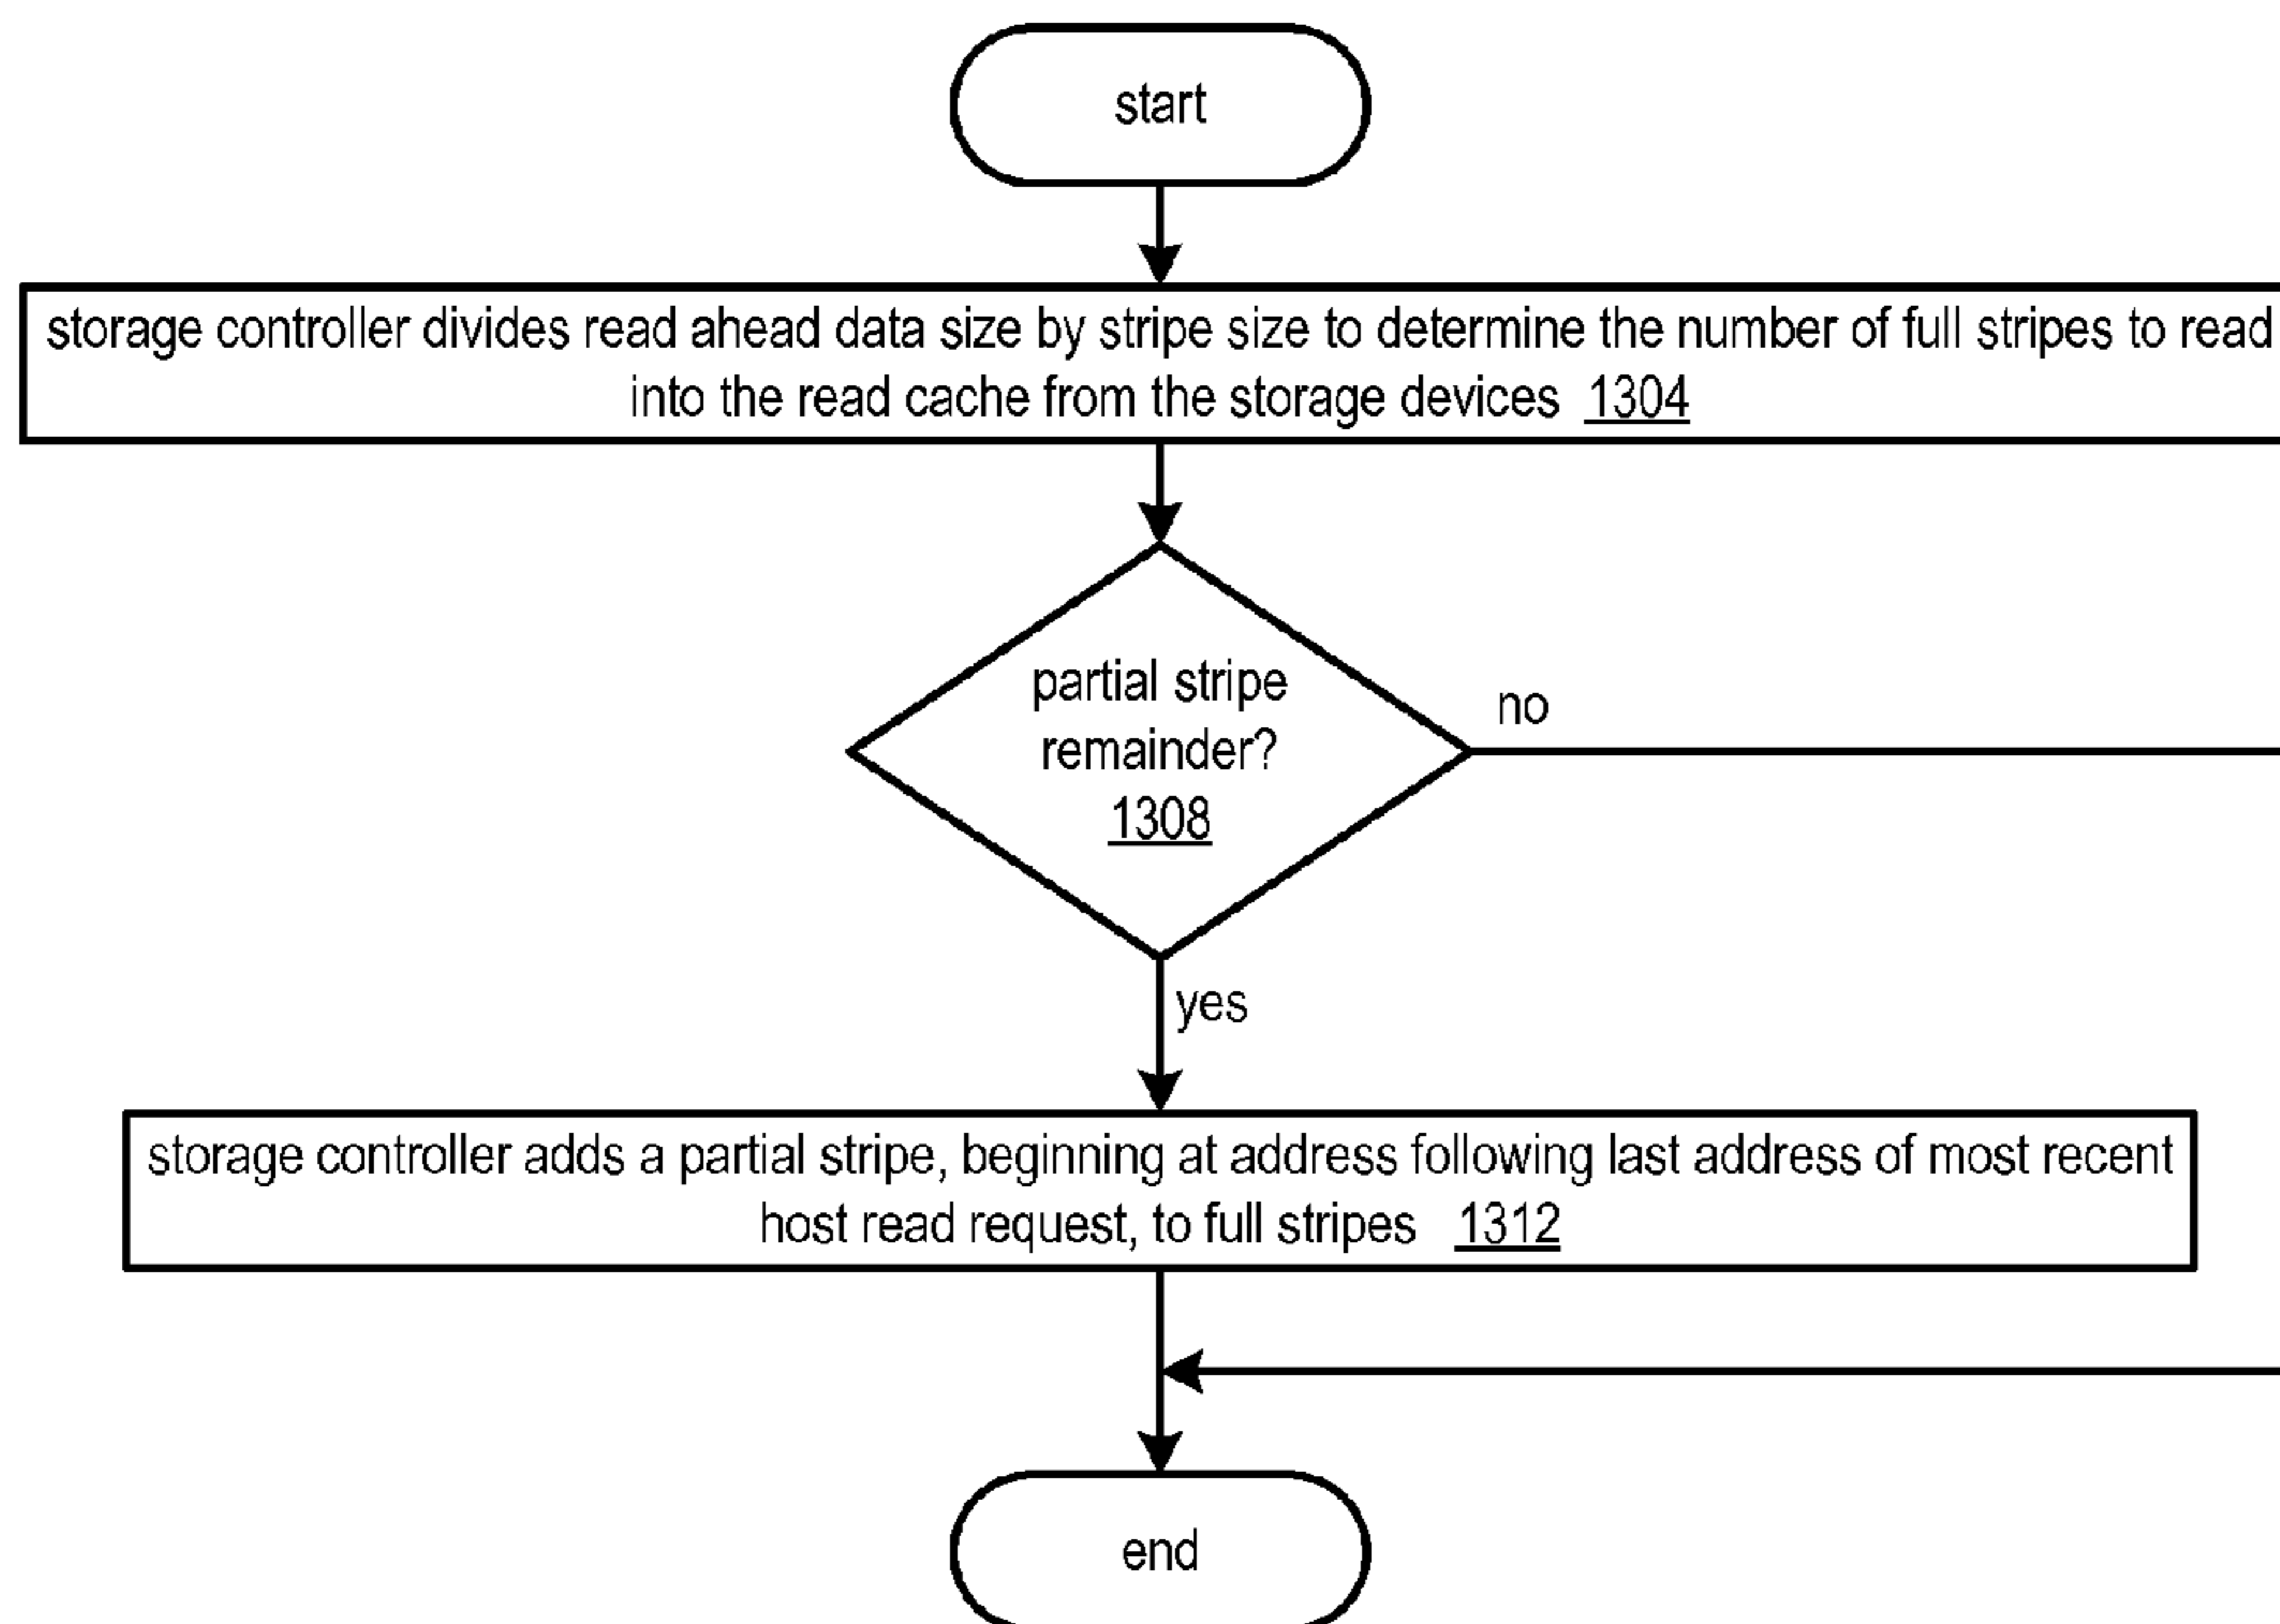 start
storage controller divides read ahead data size by stripe size to determine the number of full stripes to read
into the read cache from the storage devices 1304
partial stripe
remainder?
1308
no
yes
storage controller adds a partial stripe, beginning at address following last address of most recent
host read request, to full stripes 1312
end